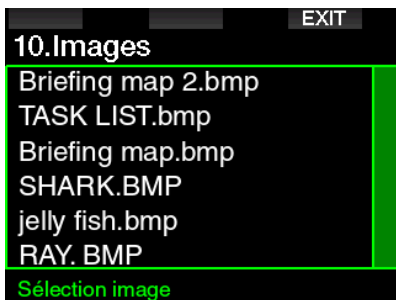 EXIT
10.Images
Briefing map 2.bmp
TASK LIST.bmp
Briefing map.bmp
SHARK.BMP
jelly fish.bmp
RAY. BMP
Sélection image